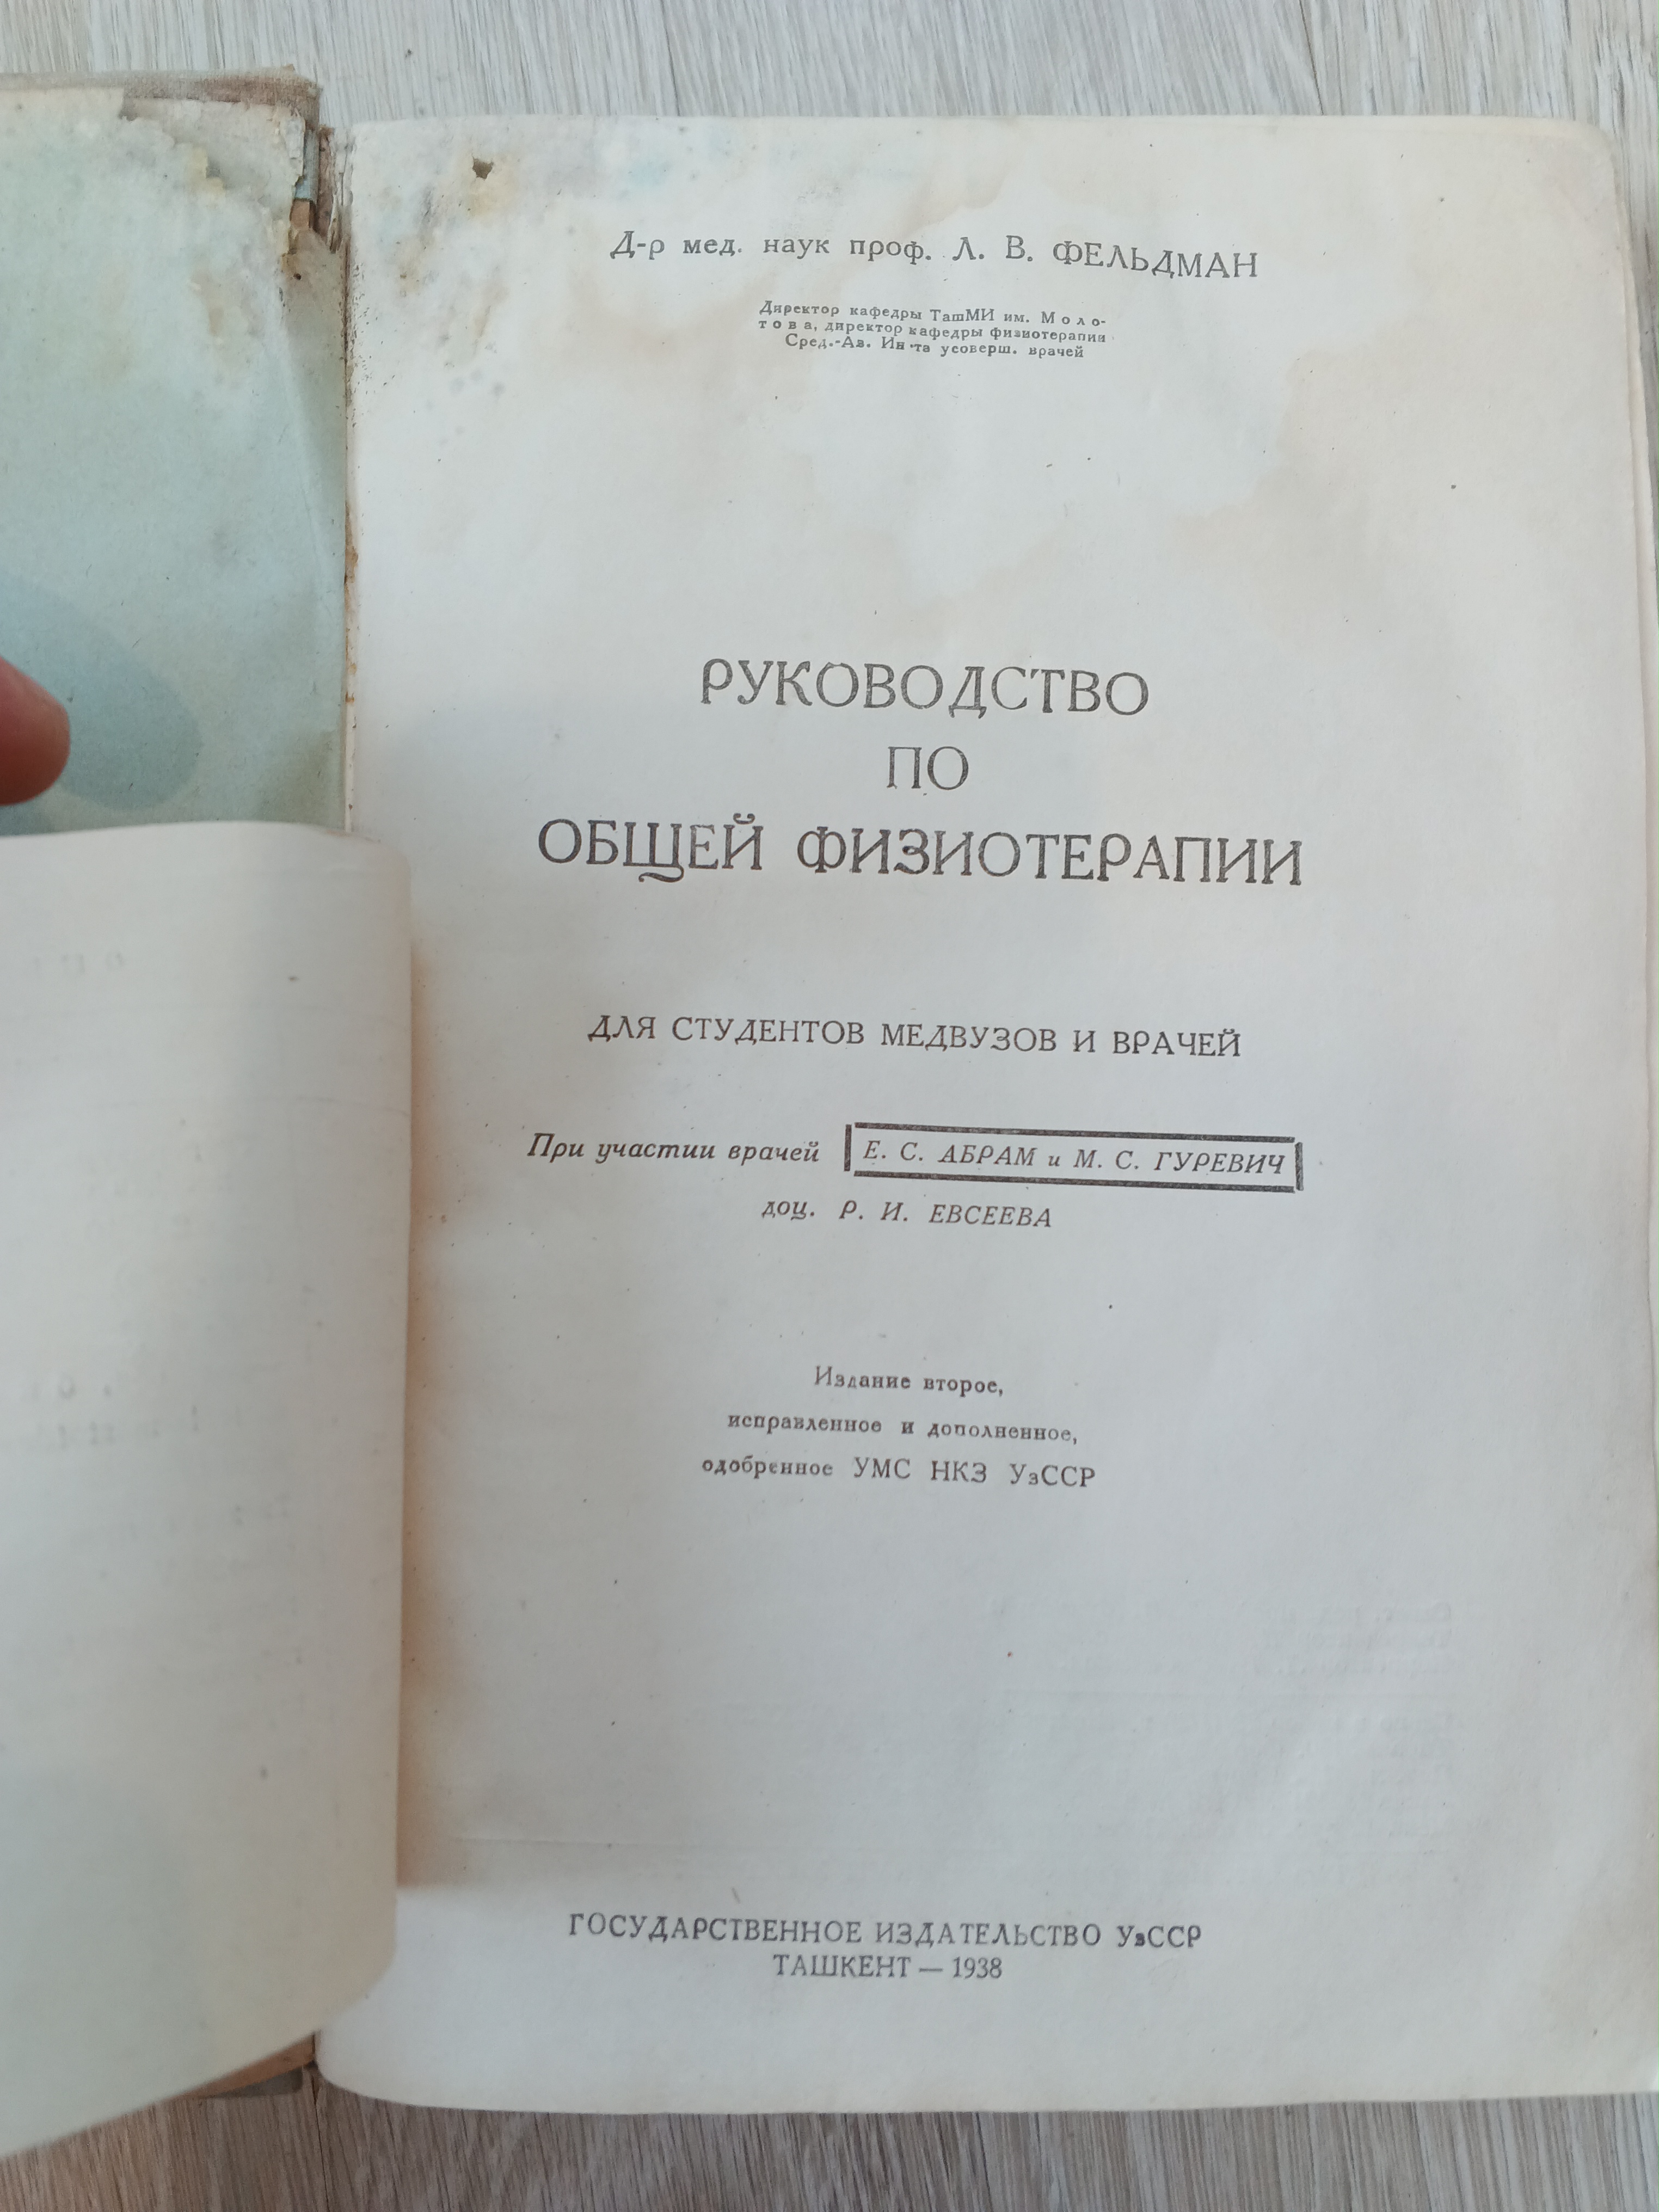 Д-р мед. наук проф. Л. В. ФЕЛЬДМАН
Директор кафедры ТашМИ им. Моло-
това, директор кафедры физиотерапии
Сред.-Аз. Ин-та усоверш. врачей
РУКОВОДСТВО
ПО
ОБЩЕЙ ФИЗИОТЕРАПИИ
ДЛЯ СТУДЕНТОВ МЕДВУЗОВ И ВРАЧЕЙ
При участии врачей Е. С. АБРАМ и М. С. ГУРЕВИЧ
доц. Р. И. ЕВСЕЕВА
Издание второе,
исправленное и дополненное,
одобренное УМС НКЗ УзССР
ГОСУДАРСТВЕННОЕ ИЗДАТЕЛЬСТВО УзССР
ТАШКЕНТ — 1938